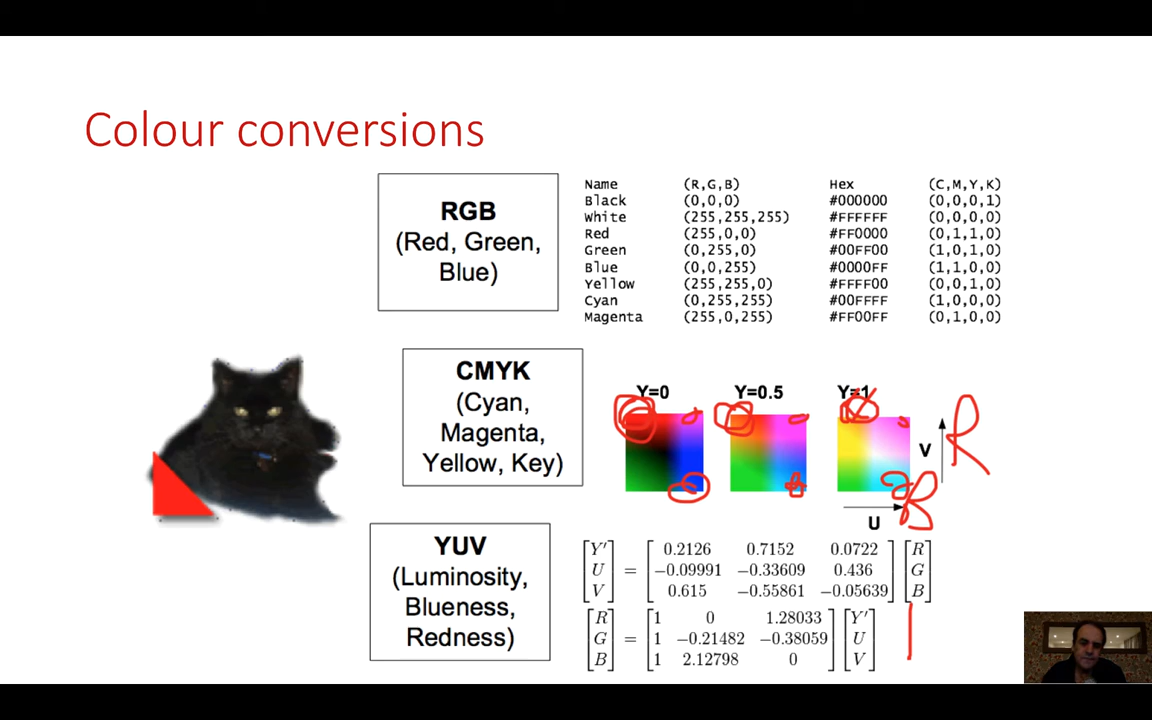 Colour conversions
RGB
(Red, Green,
Blue)
Name (R,G,B) Hex (C,M,Y,K)
Black (0,0,0) #000000 (0,0,0,1)
White (255,255,255) #FFFFFF (0,0,0,0)
Red (255,0,0) #FF0000 (0,1,1,0)
Green (0,255,0) #00FF00 (1,0,1,0)
Blue (0,0,255) #0000FF (1,1,0,0)
Yellow (255,255,0) #FFFF00 (0,0,1,0)
Cyan (0,255,255) #00FFFF (1,0,0,0)
Magenta (255,0,255) #FF00FF (0,1,0,0)
CMYK
(Cyan,
Magenta,
Yellow, Key)
Y=0 Y=0.5 Y=1
V R
U B
YUV
(Luminosity,
Blueness,
Redness)
Y' 0.2126 0.7152 0.0722 R
U = −0.09991 −0.33609 0.436 G
V 0.615 −0.55861 −0.05639 B
R 1 0 1.28033 Y'
G = 1 −0.21482 −0.38059 U
B 1 2.12798 0 V